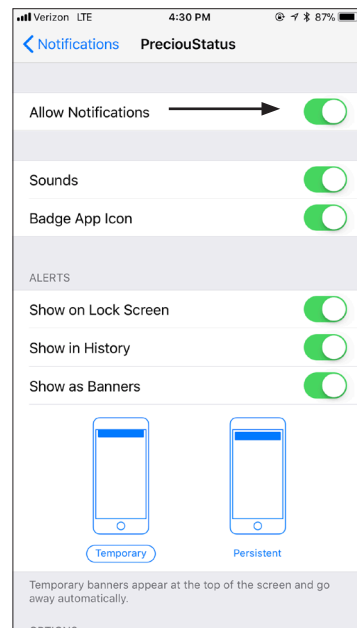 Verizon LTE 4:30 PM 87%
Notifications PreciouStatus
Allow Notifications
Sounds
Badge App Icon
ALERTS
Show on Lock Screen
Show in History
Show as Banners
Temporary Persistent
Temporary banners appear at the top of the screen and go
away automatically.